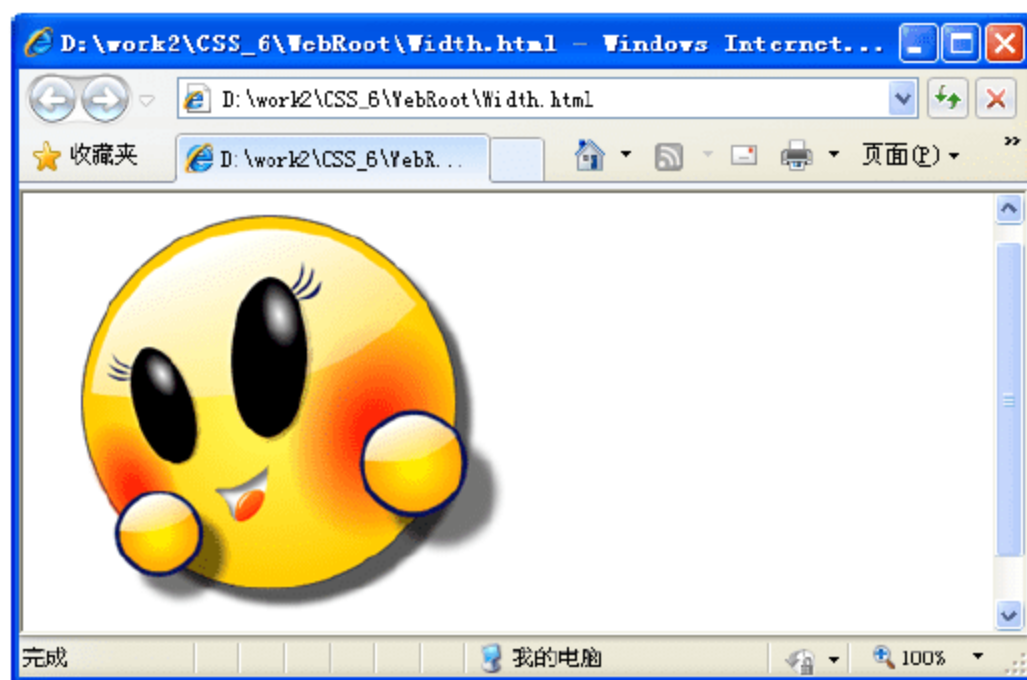 D:\work2\CSS_6\WebRoot\Width.html - Windows Internet...
D:\work2\CSS_6\WebRoot\Width.html
收藏夹 D:\work2\CSS_6\WebR... 页面(P) »
完成 我的电脑 100%